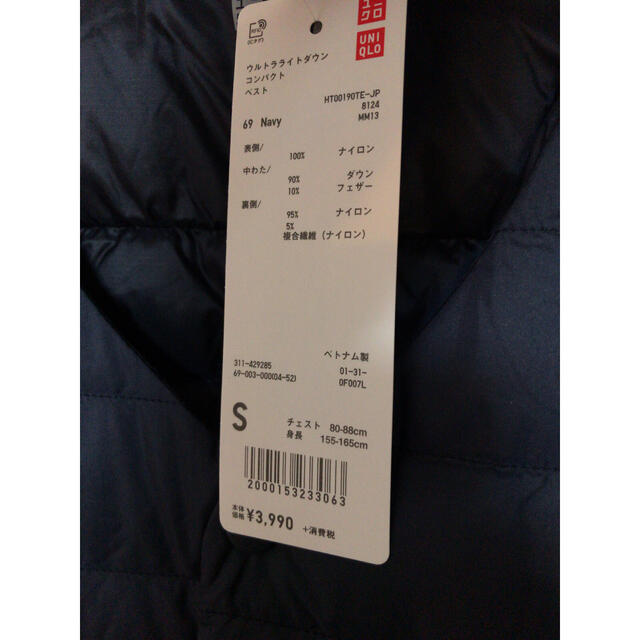 RFID
ICタグ
ユニ
クロ
UNI
QLO
ウルトラライトダウン
コンパクト
ベスト
HT00190TE-JP
8124
MM13
69 Navy
表側/
100% ナイロン
中わた/
90% ダウン
10% フェザー
裏側/
95% ナイロン
5%
複合繊維(ナイロン)
ベトナム製
311-429285
01-31-
69-003-000(04-52)
0F007L
S
チェスト 80-88cm
身長 155-165cm
2000153233063
本体
価格 ¥3,990 +消費税